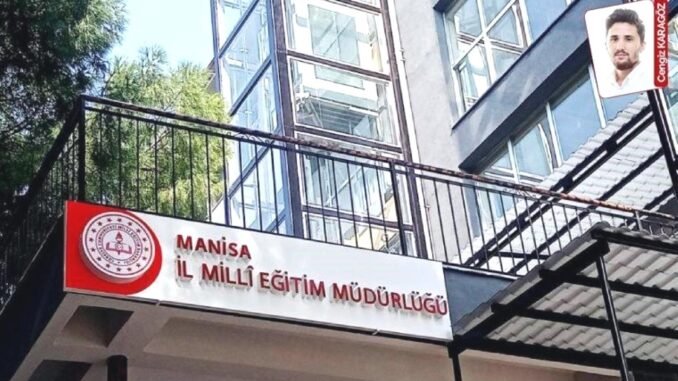 Cengiz KARAGÖZ
MANİSA
İL MİLLÎ EĞİTİM MÜDÜRLÜĞÜ